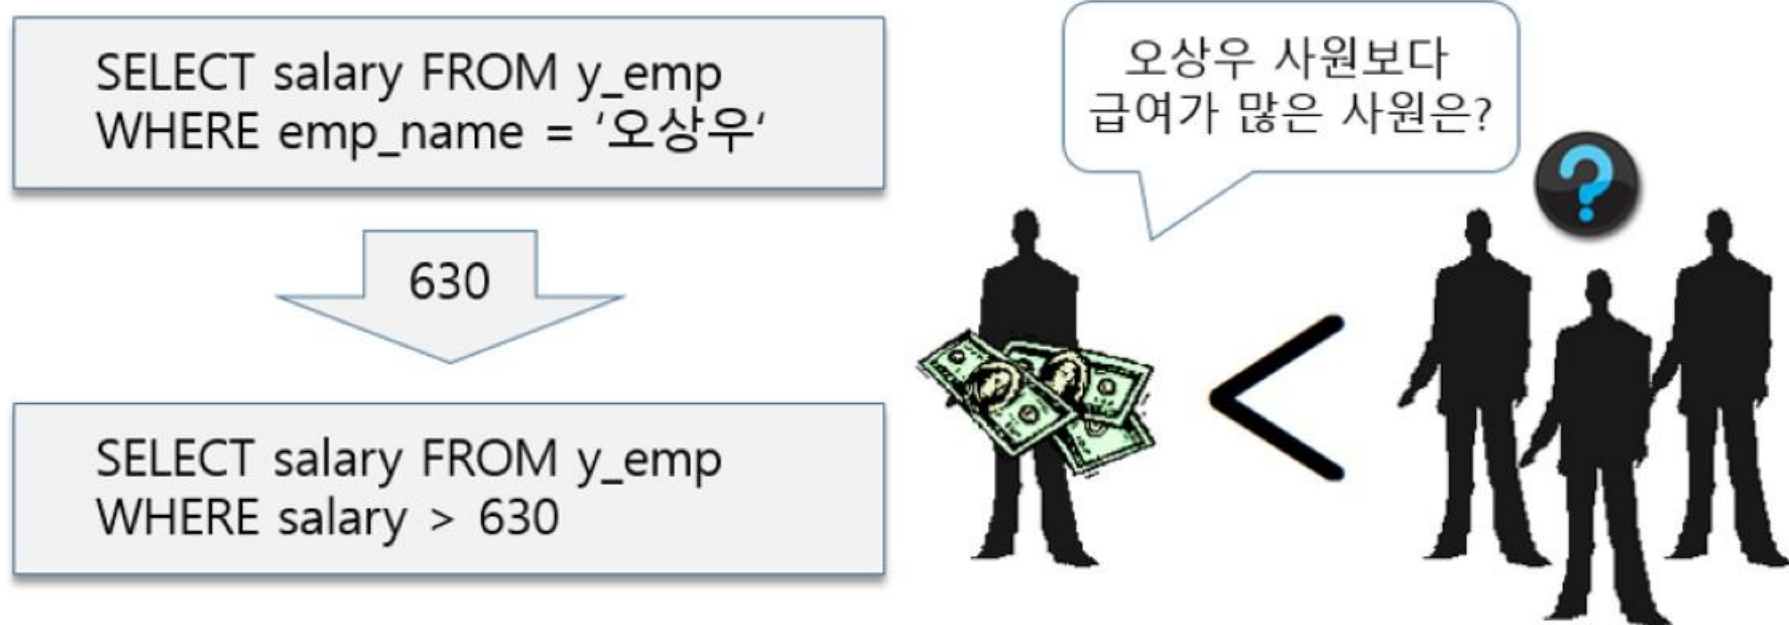 SELECT salary FROM y_emp
WHERE emp_name = ‘오상우‘
630
SELECT salary FROM y_emp
WHERE salary > 630
오상우 사원보다
급여가 많은 사원은?
?
<